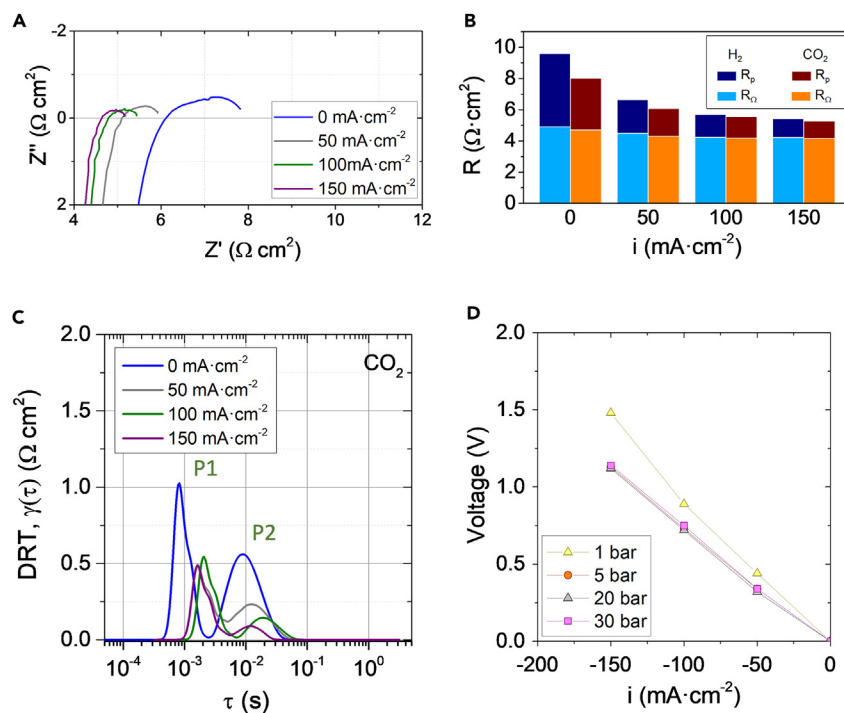 A
-2
0
2
4
6
8
10
12
Z" (Ω cm²)
Z' (Ω cm²)
0 mA·cm⁻²
50 mA·cm⁻²
100mA·cm⁻²
150 mA·cm⁻²
B
10
8
6
4
2
0
R (Ω·cm²)
H₂ CO₂
Rₚ Rₚ
R_Ω R_Ω
0 50 100 150
i (mA·cm⁻²)
C
2.0
1.5
1.0
0.5
0.0
DRT, γ(τ) (Ω cm²)
0 mA·cm⁻²
50 mA·cm⁻²
100 mA·cm⁻²
150 mA·cm⁻²
CO₂
P1
P2
10⁻⁴ 10⁻³ 10⁻² 10⁻¹ 10⁰
τ (s)
D
2.0
1.5
1.0
0.5
0.0
Voltage (V)
1 bar
5 bar
20 bar
30 bar
-200 -150 -100 -50 0
i (mA·cm⁻²)